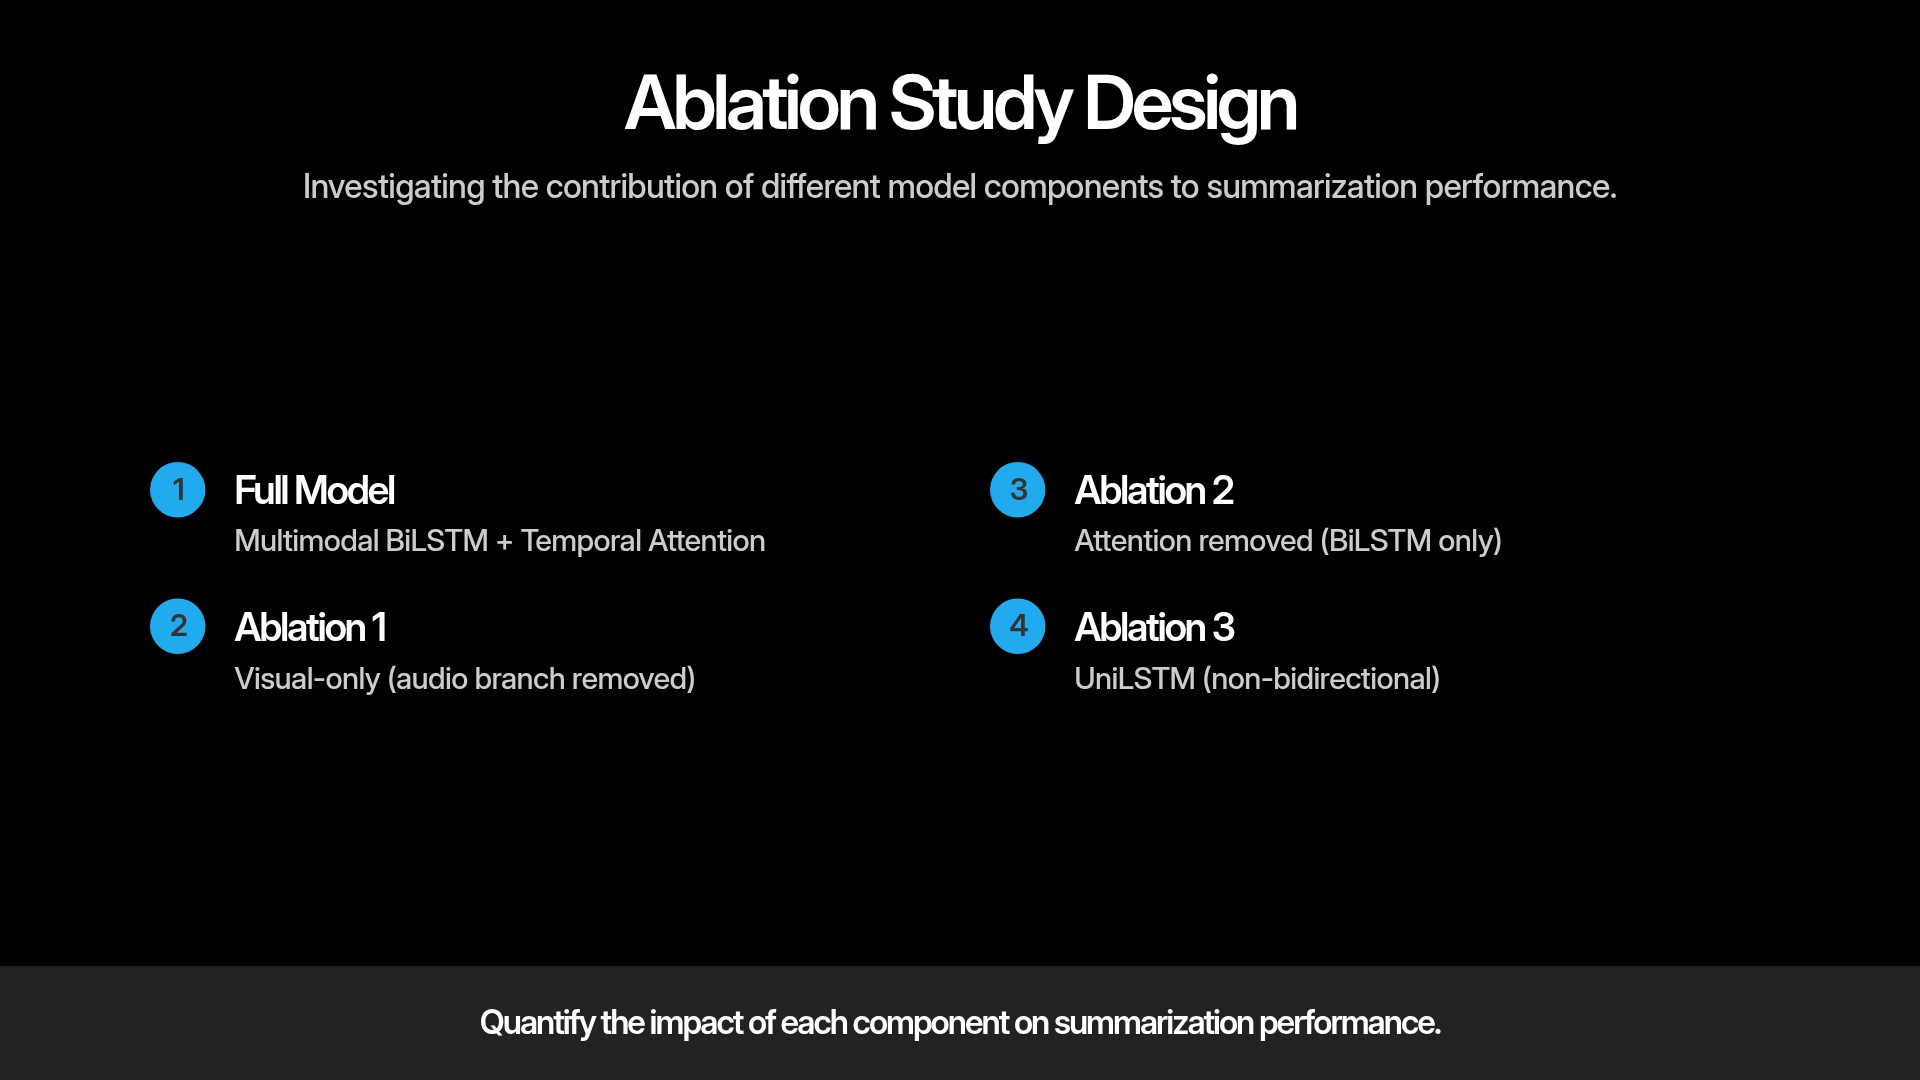 Ablation Study Design
Investigating the contribution of different model components to summarization performance.
1
Full Model
Multimodal BiLSTM + Temporal Attention
2
Ablation 1
Visual-only (audio branch removed)
3
Ablation 2
Attention removed (BiLSTM only)
4
Ablation 3
UniLSTM (non-bidirectional)
Quantify the impact of each component on summarization performance.